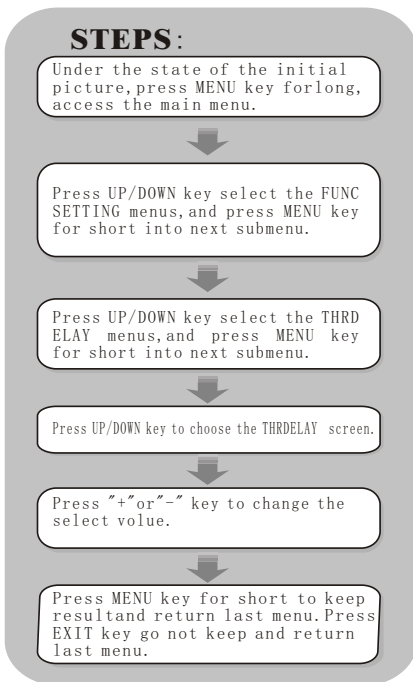 STEPS:
Under the state of the initial
picture,press MENU key forlong,
access the main menu.
Press UP/DOWN key select the FUNC
SETTING menus,and press MENU key
for short into next submenu.
Press UP/DOWN key select the THRD
ELAY menus,and press MENU key
for short into next submenu.
Press UP/DOWN key to choose the THRDELAY screen.
Press "+"or"−" key to change the
select volue.
Press MENU key for short to keep
resultand return last menu.Press
EXIT key go not keep and return
last menu.